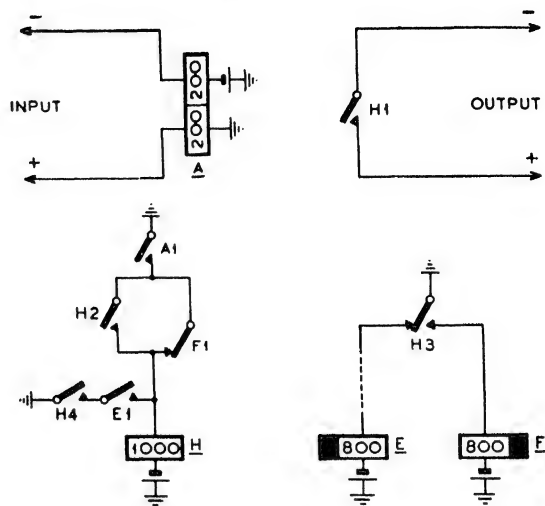 - -
200
INPUT H1 OUTPUT
200
+ A +
A1
H2 F1 H3
H4 E1
1000 H 800 E 800 F